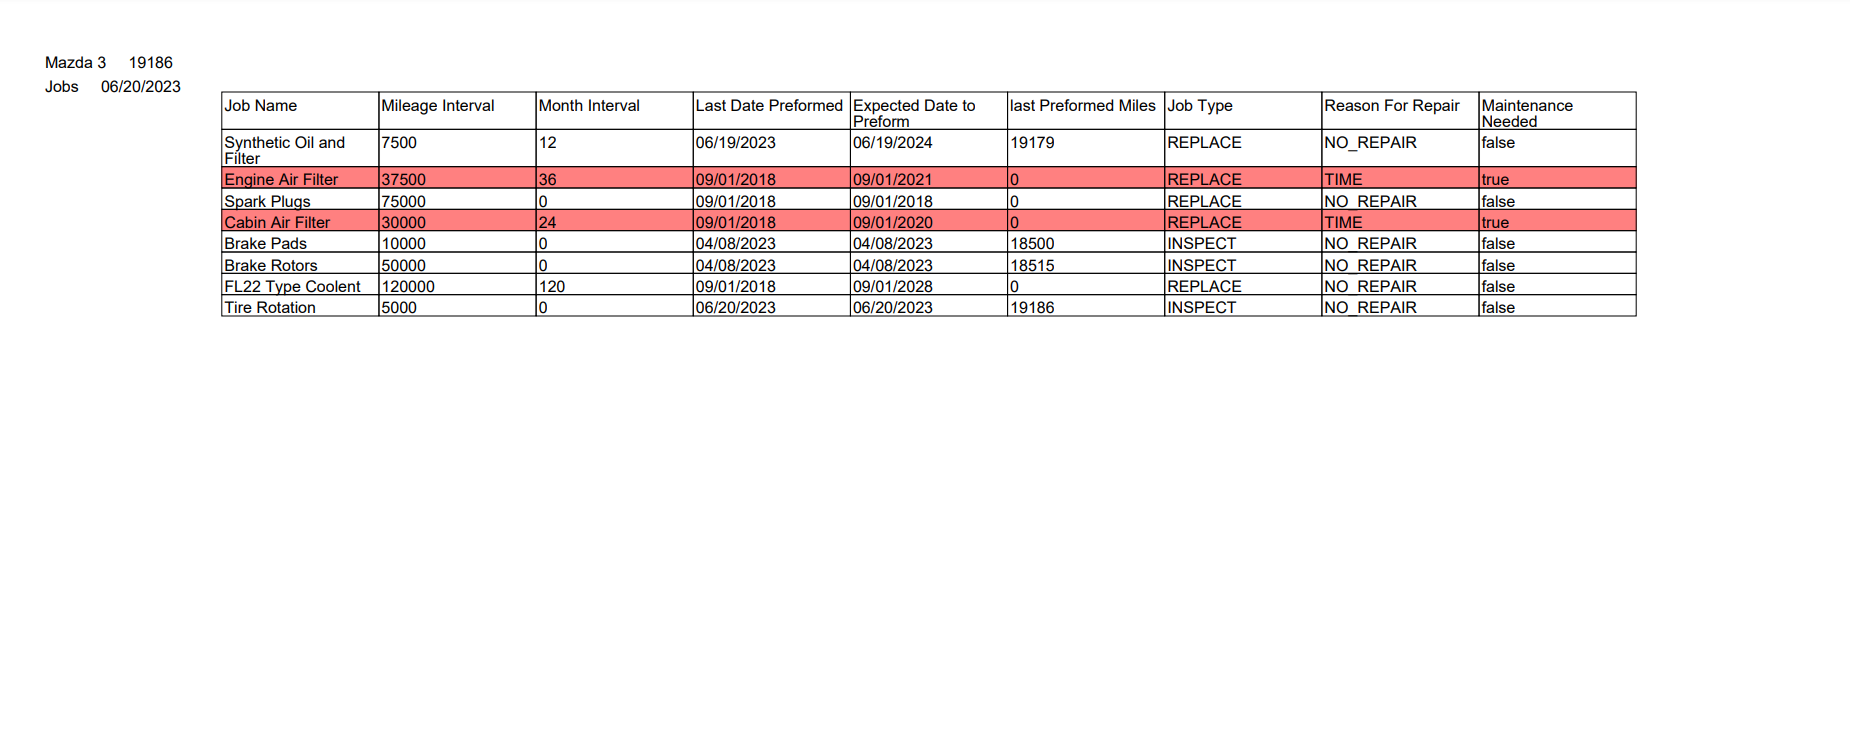 Mazda 3 19186
Jobs 06/20/2023
Job Name Mileage Interval Month Interval Last Date Preformed Expected Date to Preform last Preformed Miles Job Type Reason For Repair Maintenance Needed
Synthetic Oil and Filter 7500 12 06/19/2023 06/19/2024 19179 REPLACE NO_REPAIR false
Engine Air Filter 37500 36 09/01/2018 09/01/2021 0 REPLACE TIME true
Spark Plugs 75000 0 09/01/2018 09/01/2018 0 REPLACE NO_REPAIR false
Cabin Air Filter 30000 24 09/01/2018 09/01/2020 0 REPLACE TIME true
Brake Pads 10000 0 04/08/2023 04/08/2023 18500 INSPECT NO_REPAIR false
Brake Rotors 50000 0 04/08/2023 04/08/2023 18515 INSPECT NO_REPAIR false
FL22 Type Coolent 120000 120 09/01/2018 09/01/2028 0 REPLACE NO_REPAIR false
Tire Rotation 5000 0 06/20/2023 06/20/2023 19186 INSPECT NO_REPAIR false